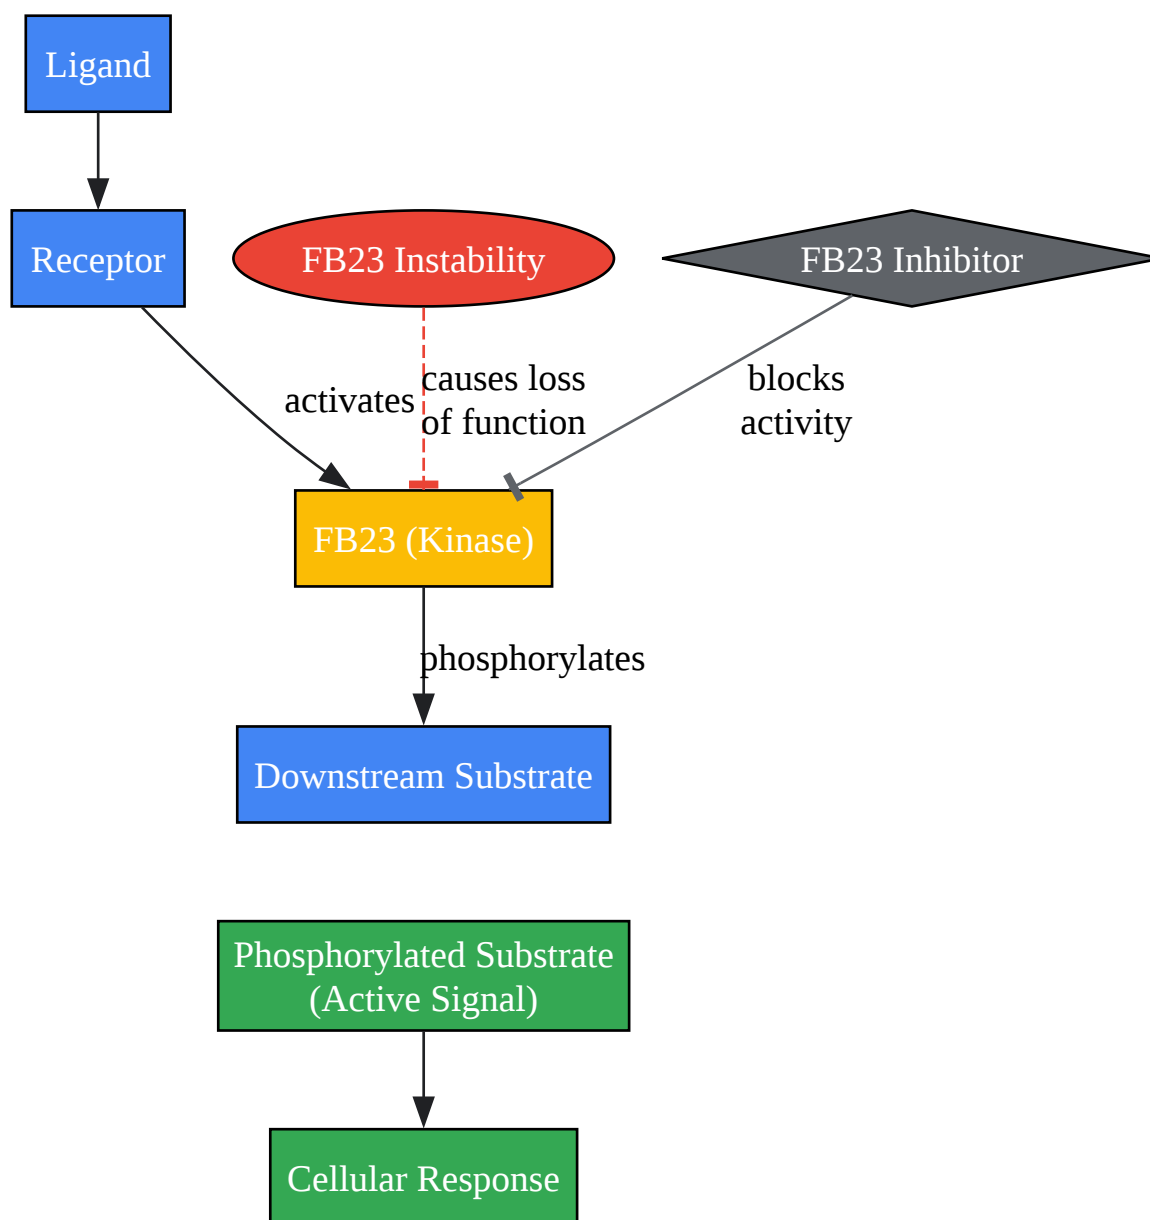 Ligand
Receptor
FB23 Instability
FB23 Inhibitor
activates
causes loss
of function
blocks
activity
FB23 (Kinase)
phosphorylates
Downstream Substrate
Phosphorylated Substrate
(Active Signal)
Cellular Response